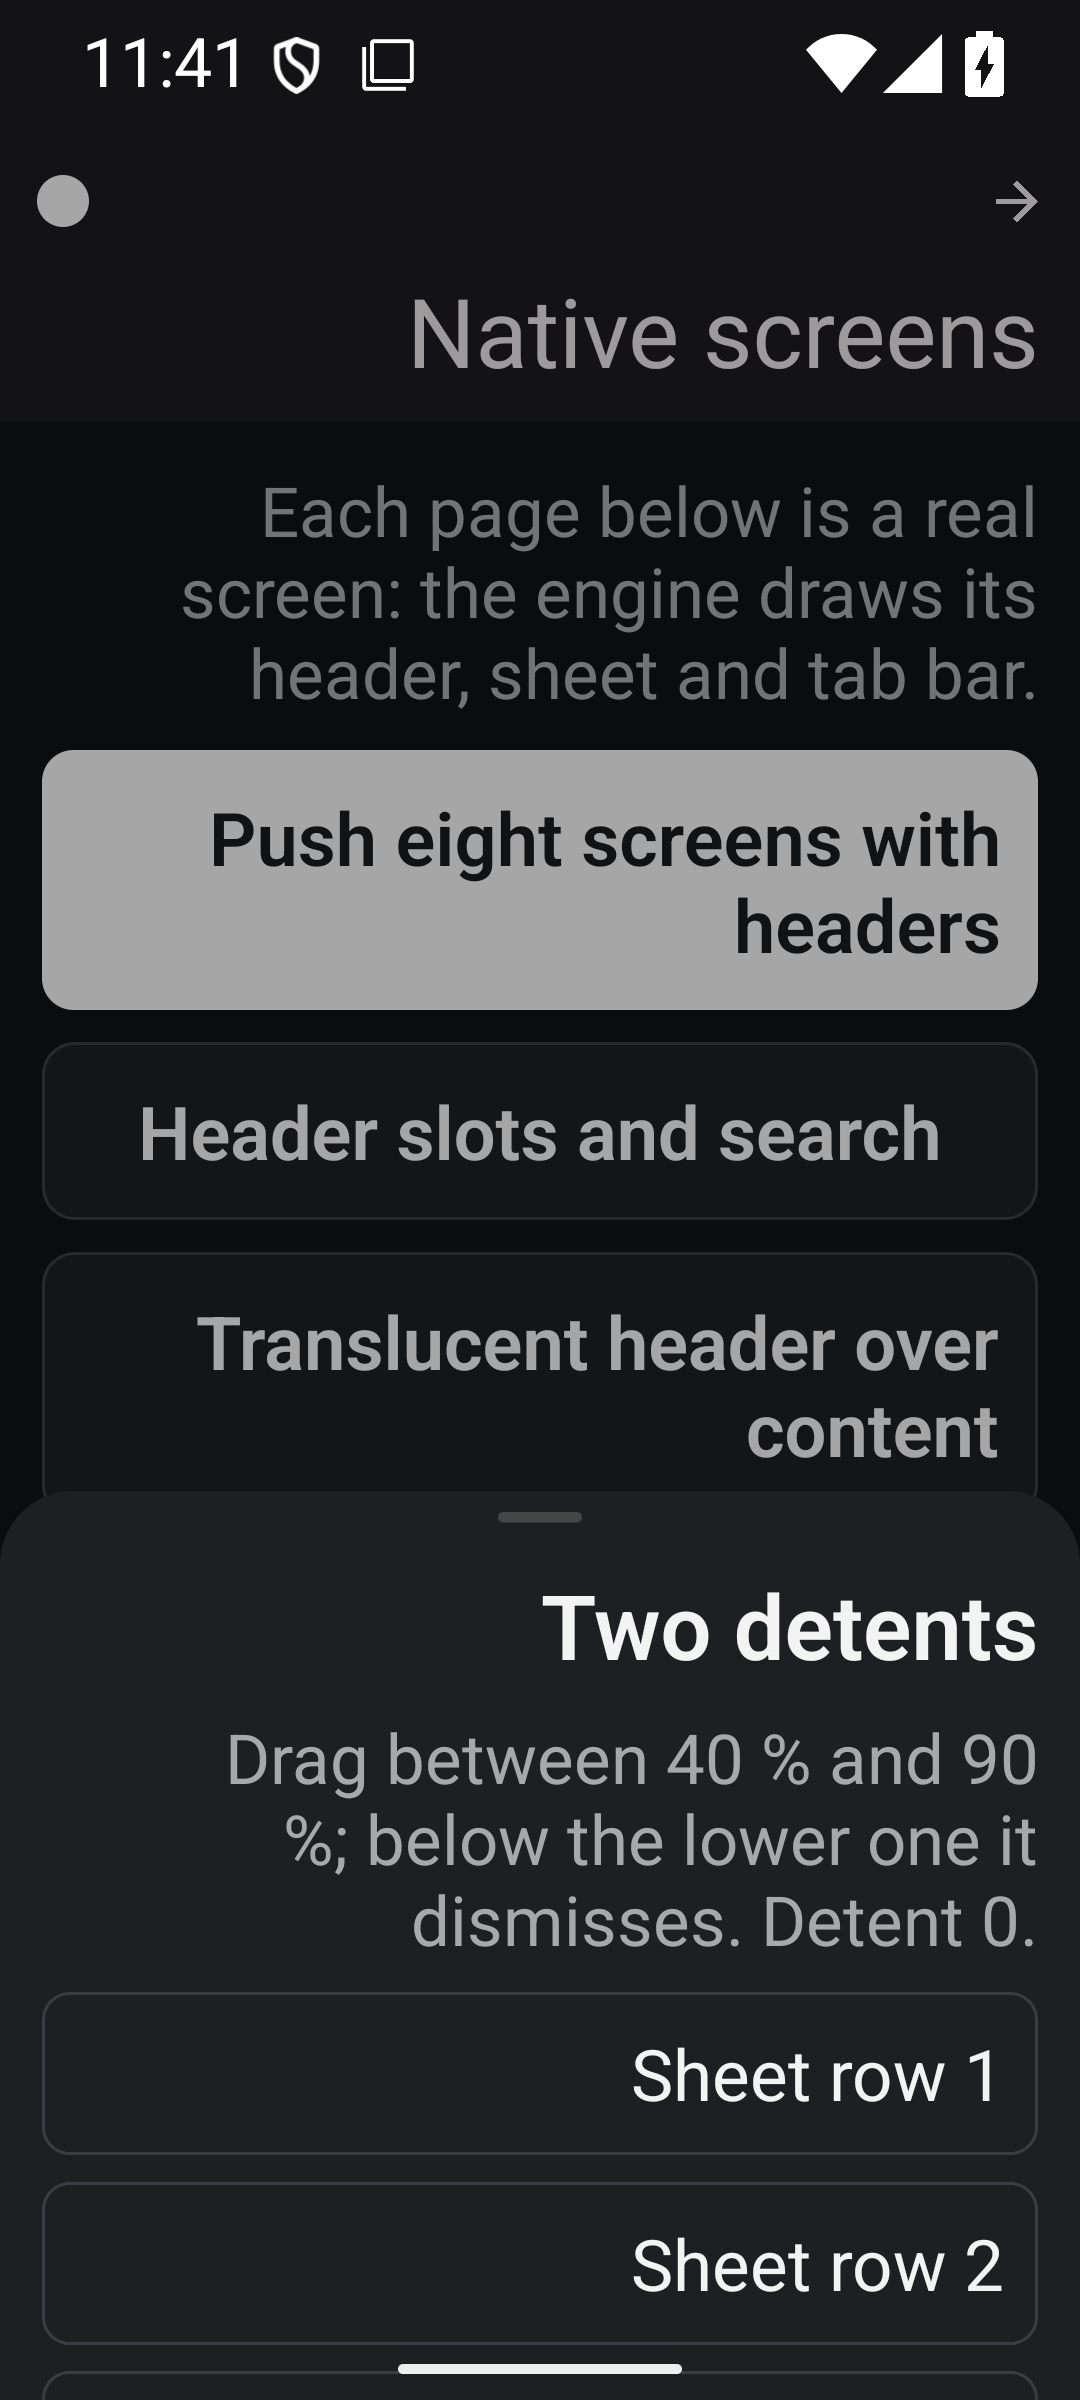 11:41
Native screens
Each page below is a real
screen: the engine draws its
header, sheet and tab bar.
Push eight screens with
headers
Header slots and search
Translucent header over
content
Two detents
Drag between 40 % and 90
%; below the lower one it
dismisses. Detent 0.
Sheet row 1
Sheet row 2